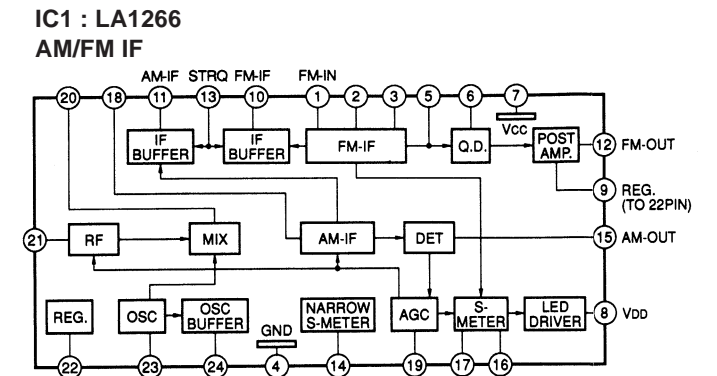 IC1 : LA1266
AM/FM IF
AM-IF STRQ FM-IF FM-IN
20 18 11 13 10 1 2 3 5 6 7
VCC
IF BUFFER
IF BUFFER
FM-IF
Q.D.
POST AMP.
12 FM-OUT
9 REG.
(TO 22PIN)
21 RF MIX AM-IF DET 15 AM-OUT
REG.
OSC
OSC BUFFER
GND
NARROW S-METER
AGC
S-METER
LED DRIVER
8 VDD
22 23 24 4 14 19 17 16